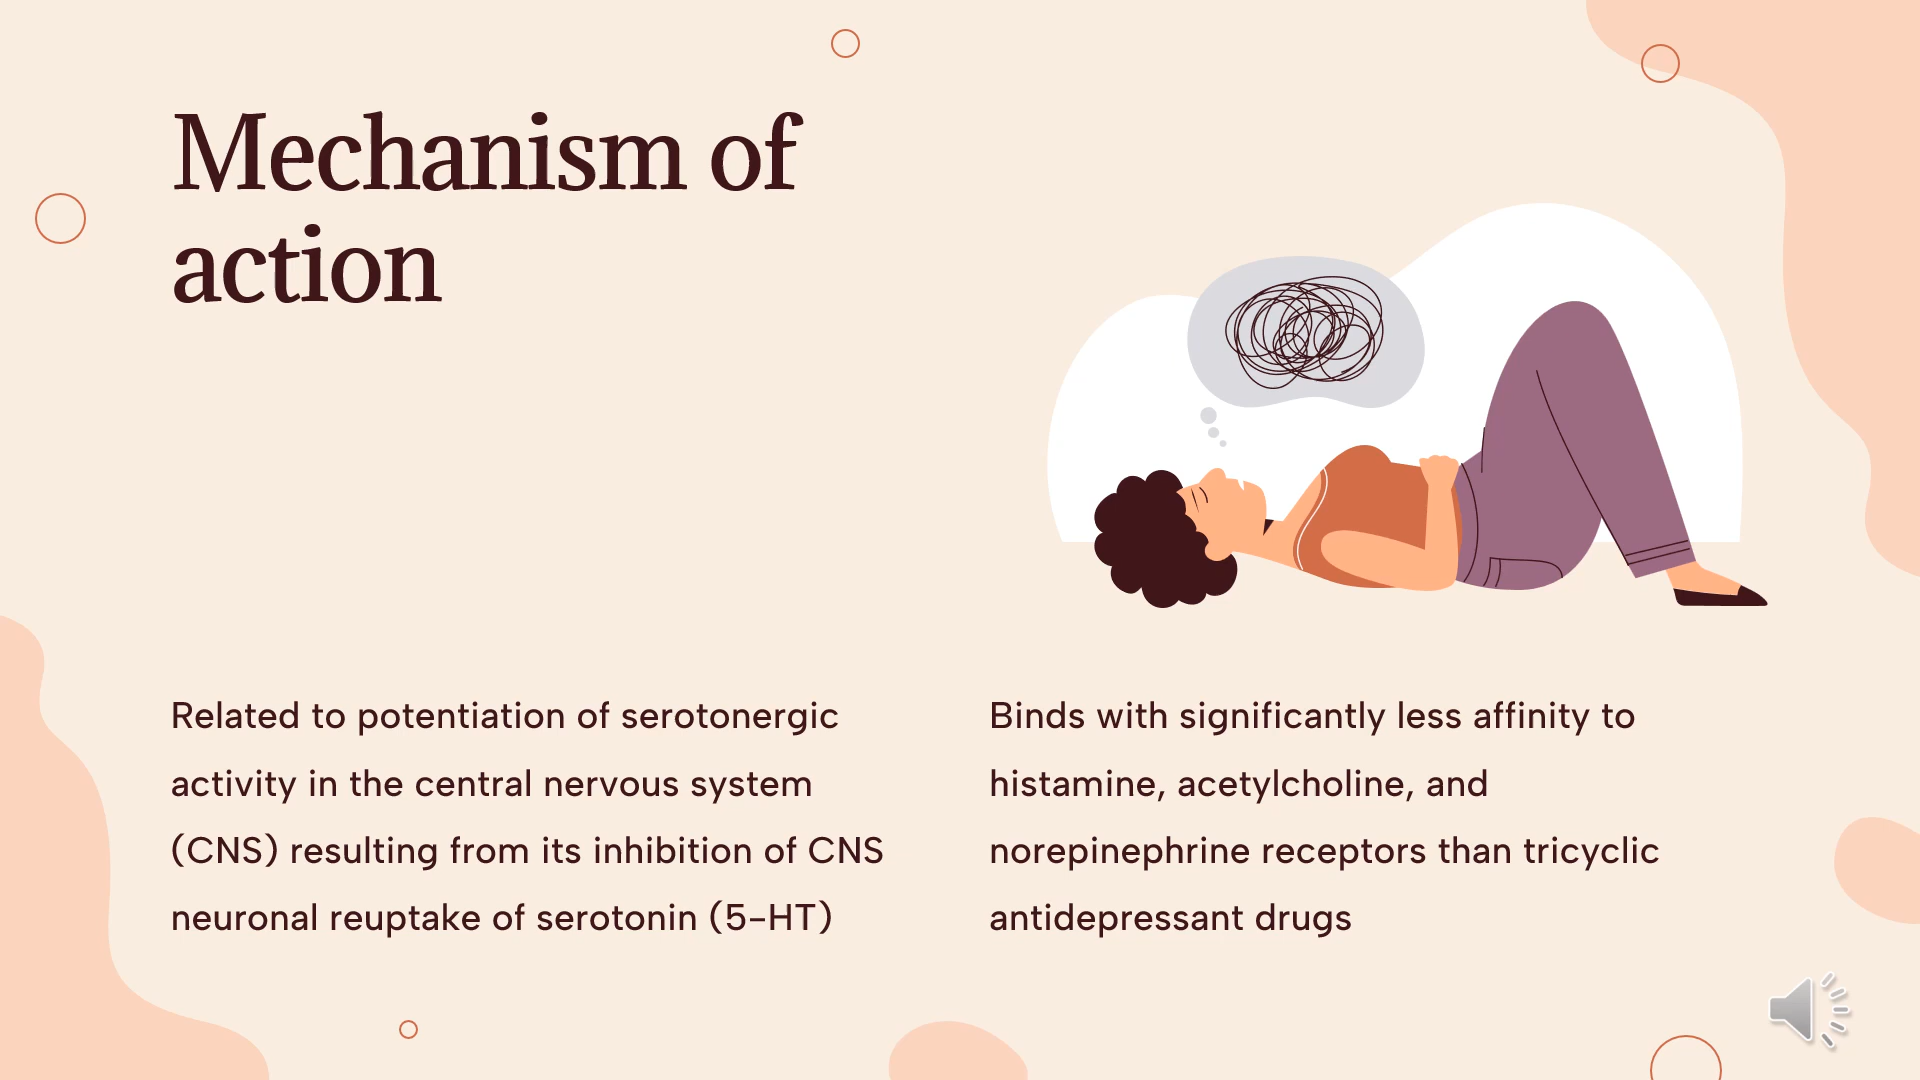 Mechanism of
action
Related to potentiation of serotonergic
activity in the central nervous system
(CNS) resulting from its inhibition of CNS
neuronal reuptake of serotonin (5-HT)
Binds with significantly less affinity to
histamine, acetylcholine, and
norepinephrine receptors than tricyclic
antidepressant drugs